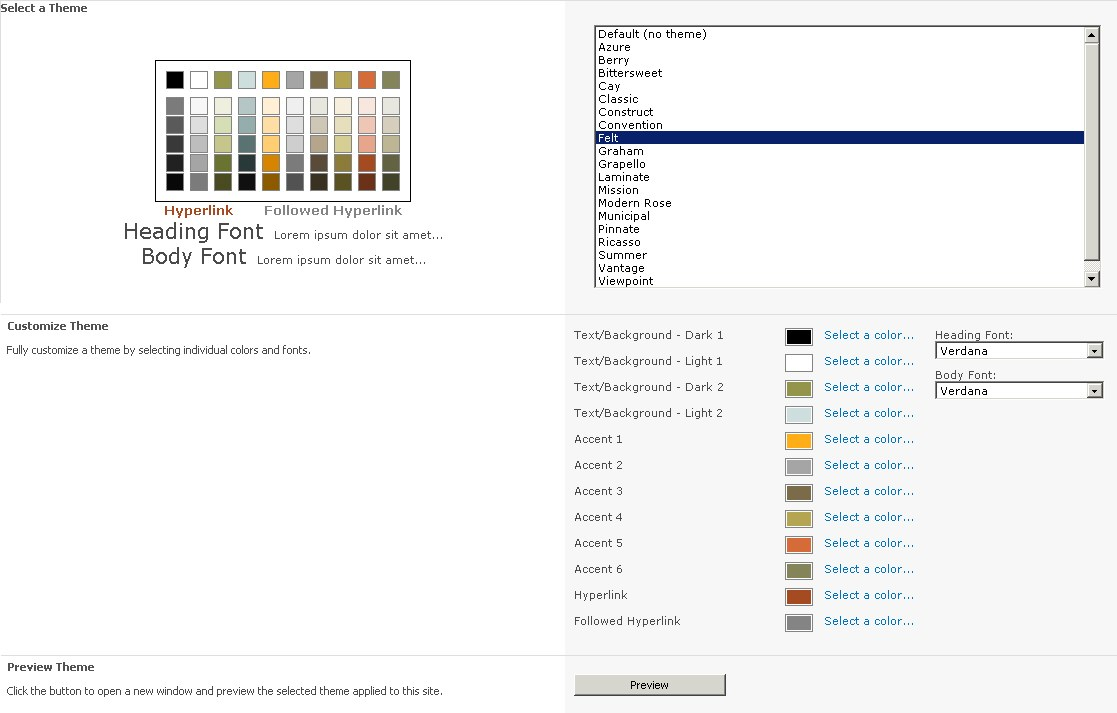 Select a Theme
Hyperlink Followed Hyperlink
Heading Font Lorem ipsum dolor sit amet...
Body Font Lorem ipsum dolor sit amet...
Default (no theme)
Azure
Berry
Bittersweet
Cay
Classic
Construct
Convention
Felt
Graham
Grapello
Laminate
Mission
Modern Rose
Municipal
Pinnate
Ricasso
Summer
Vantage
Viewpoint
Customize Theme
Fully customize a theme by selecting individual colors and fonts.
Text/Background - Dark 1 Select a color...
Text/Background - Light 1 Select a color...
Text/Background - Dark 2 Select a color...
Text/Background - Light 2 Select a color...
Accent 1 Select a color...
Accent 2 Select a color...
Accent 3 Select a color...
Accent 4 Select a color...
Accent 5 Select a color...
Accent 6 Select a color...
Hyperlink Select a color...
Followed Hyperlink Select a color...
Heading Font:
Verdana
Body Font:
Verdana
Preview Theme
Click the button to open a new window and preview the selected theme applied to this site.
Preview